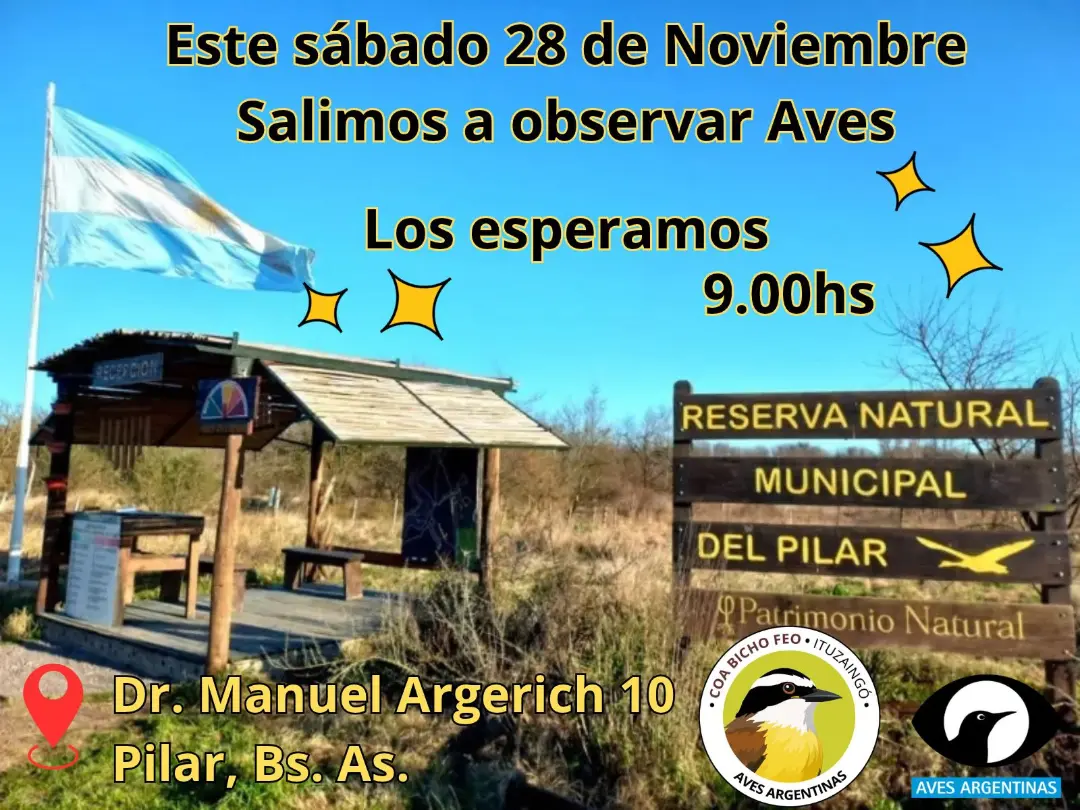 Este sábado 28 de Noviembre
Salimos a observar Aves
Los esperamos
9.00hs
RECEPCION
RESERVA NATURAL
MUNICIPAL
DEL PILAR
Patrimonio Natural
COA BICHO FEO • ITUZAINGÓ •
AVES ARGENTINAS
AVES ARGENTINAS
Dr. Manuel Argerich 10
Pilar, Bs. As.